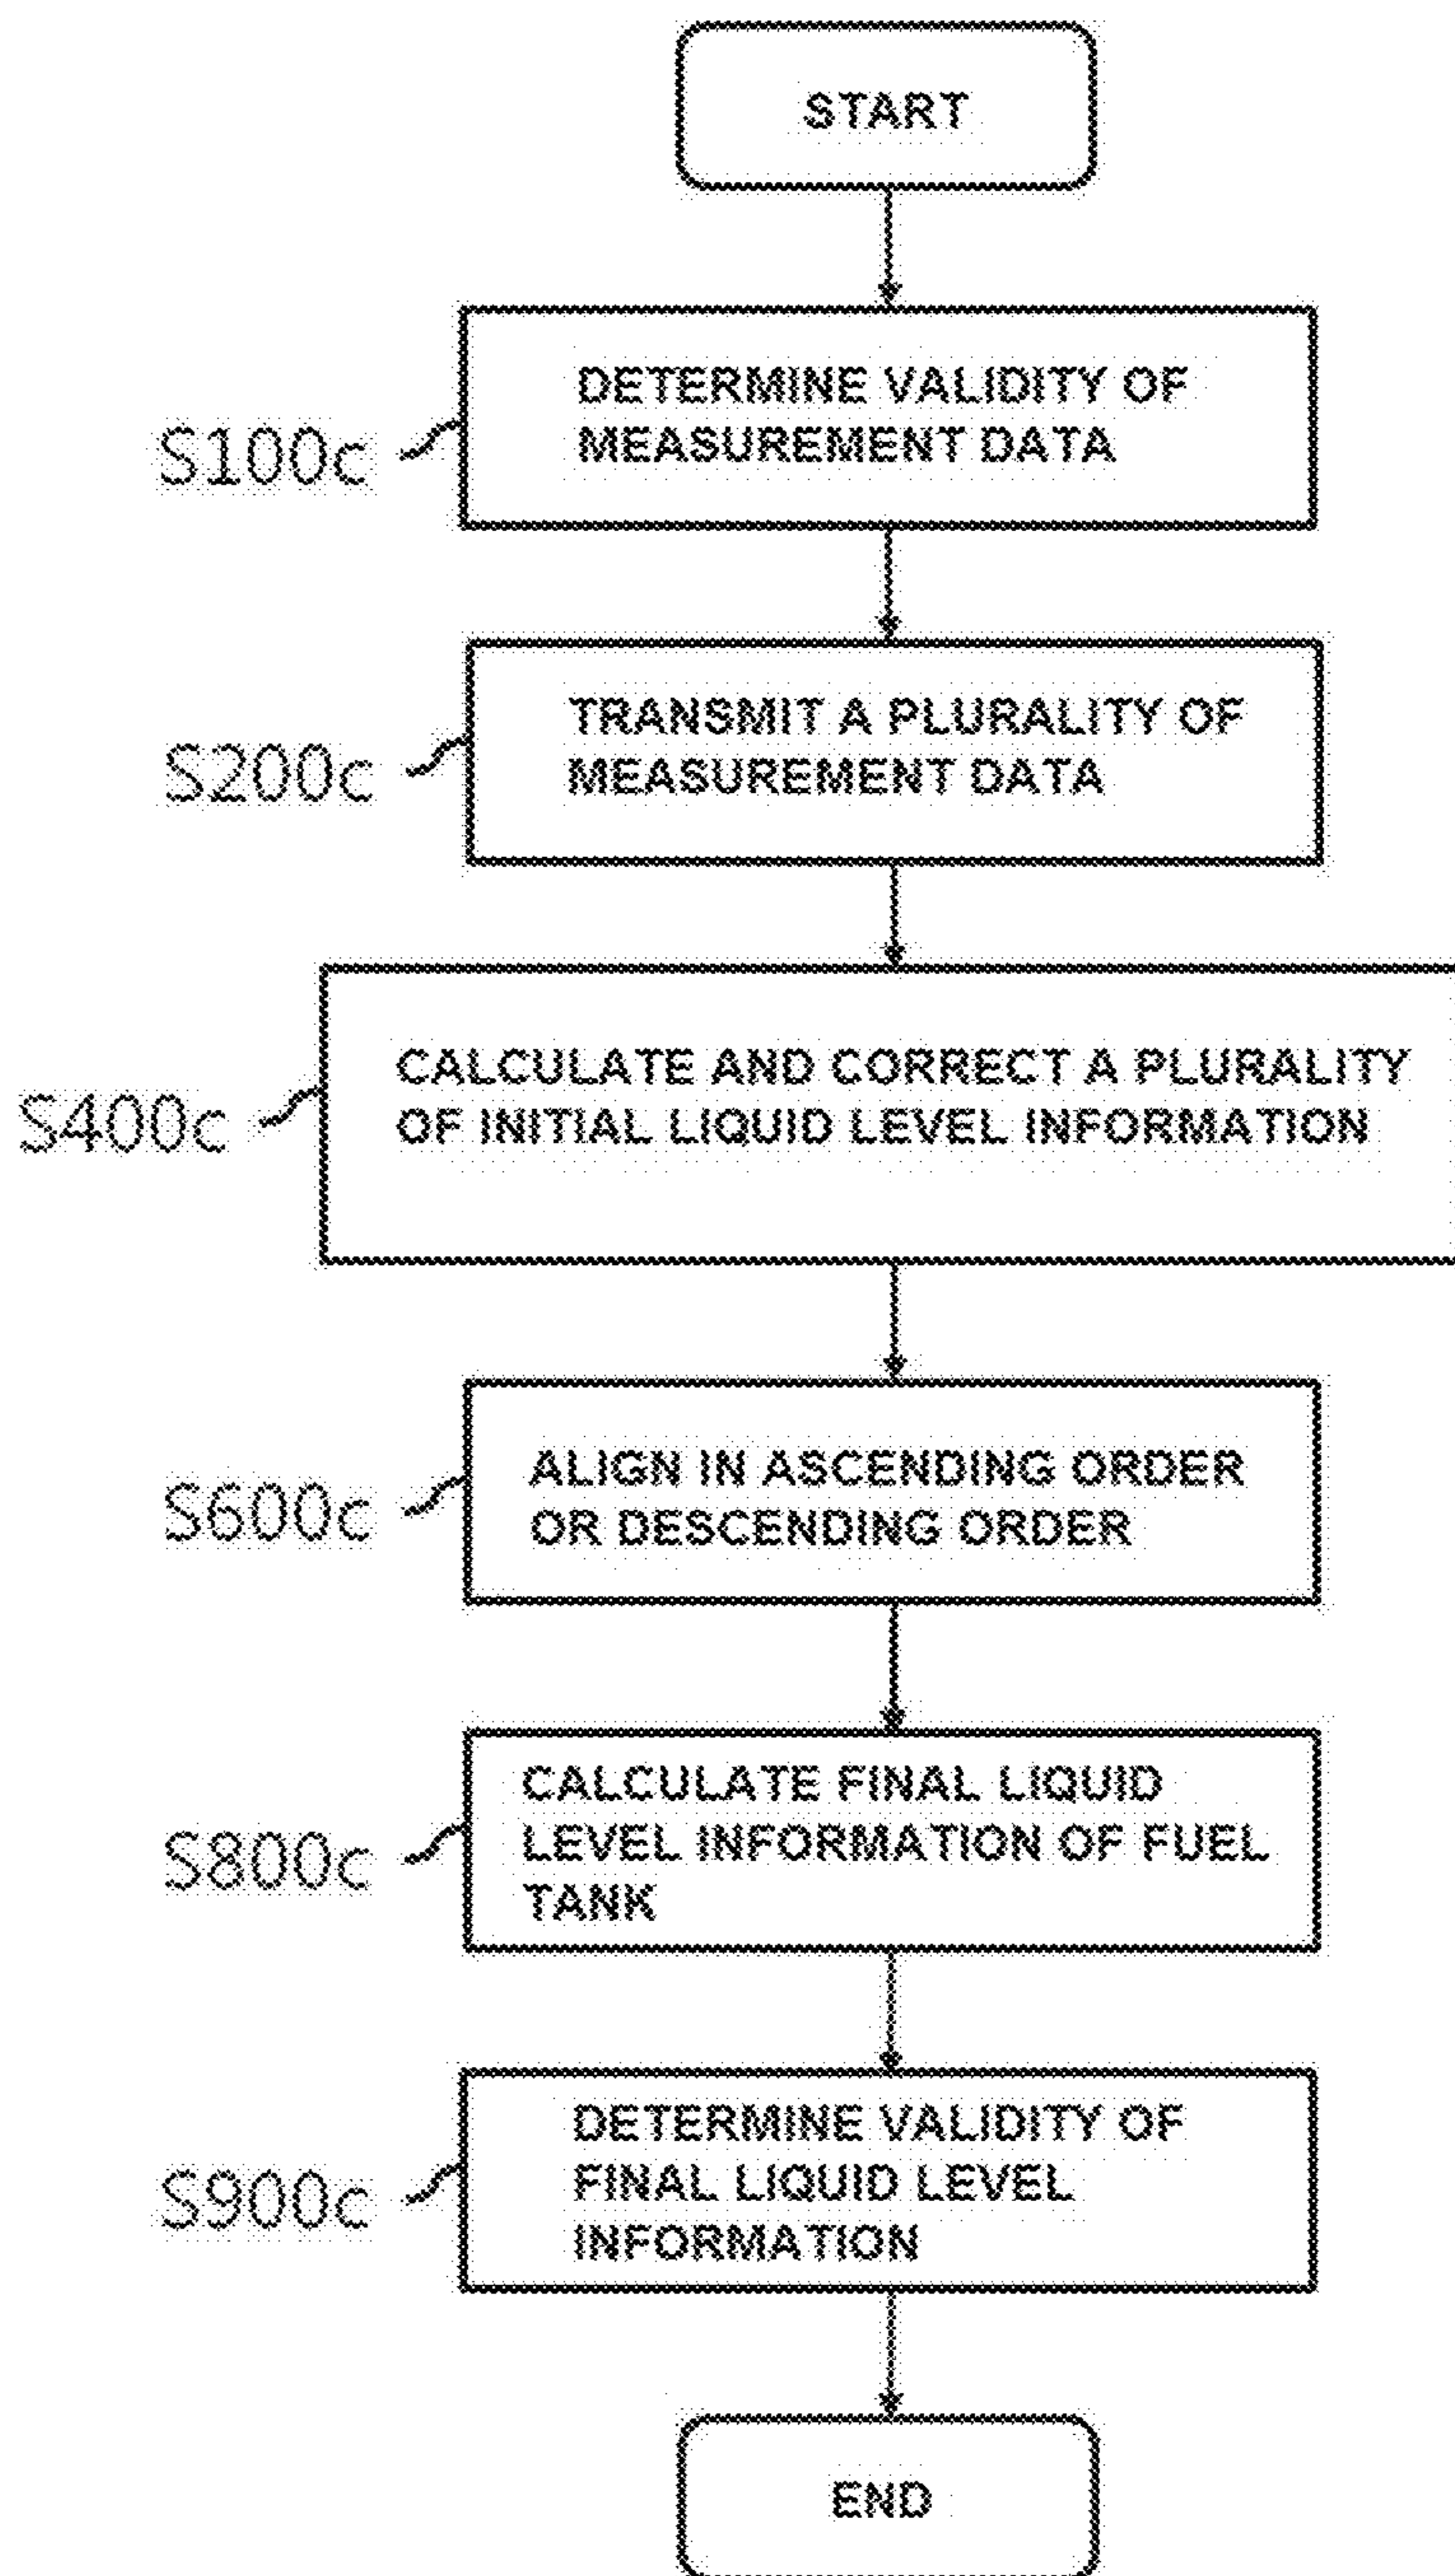 START
DETERMINE VALIDITY OF
MEASUREMENT DATA
S100c
TRANSMIT A PLURALITY OF
MEASUREMENT DATA
S200c
CALCULATE AND CORRECT A PLURALITY
OF INITIAL LIQUID LEVEL INFORMATION
S400c
ALIGN IN ASCENDING ORDER
OR DESCENDING ORDER
S600c
CALCULATE FINAL LIQUID
LEVEL INFORMATION OF FUEL
TANK
S800c
DETERMINE VALIDITY OF
FINAL LIQUID LEVEL
INFORMATION
S900c
END